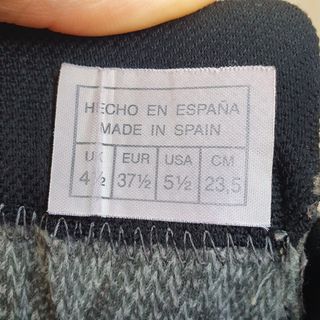 HECHO EN ESPAÑA
MADE IN SPAIN
UK EUR USA CM
4½ 37½ 5½ 23,5